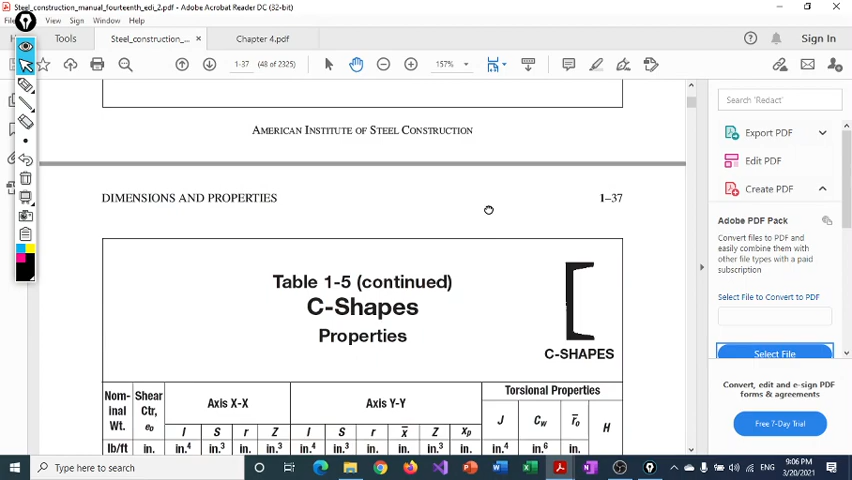 Steel_construction_manual_fourteenth_edi_2.pdf - Adobe Acrobat Reader DC (32-bit)
File View Sign Window Help
Tools Steel_construction_... × Chapter 4.pdf Sign In
1-37 (48 of 2325) 157%
AMERICAN INSTITUTE OF STEEL CONSTRUCTION
DIMENSIONS AND PROPERTIES 1–37
Table 1-5 (continued)
C-Shapes
Properties
C-SHAPES
Nom-
inal
Wt.
Shear
Ctr,
e₀
Axis X-X Axis Y-Y Torsional Properties
I S r Z I S r x̄ Z xₚ J C_w r̄₀ H
lb/ft in. in.⁴ in.³ in. in.³ in.⁴ in.³ in. in. in.³ in. in.⁴ in.⁶ in.
Search 'Redact'
Export PDF
Edit PDF
Create PDF
Adobe PDF Pack
Convert files to PDF and
easily combine them with
other file types with a paid
subscription
Select File to Convert to PDF
Select File
Convert, edit and e-sign PDF
forms & agreements
Free 7-Day Trial
Type here to search
ENG
9:06 PM
3/20/2021